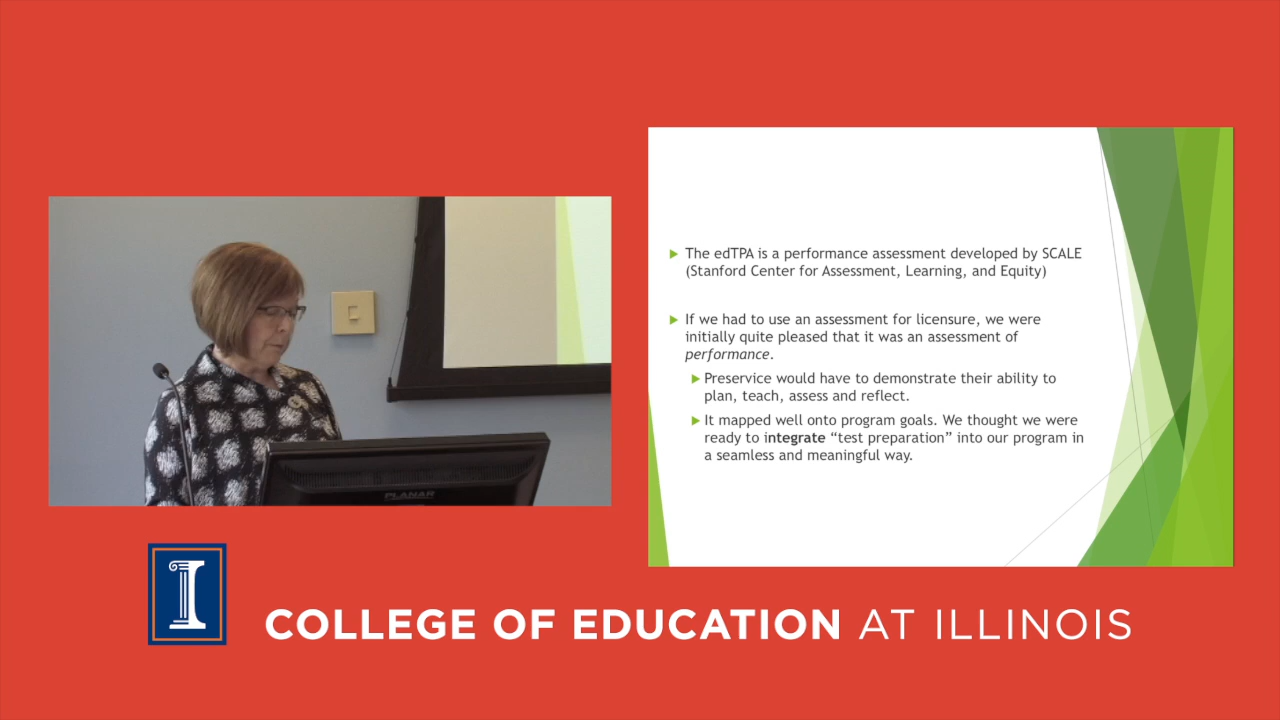 The edTPA is a performance assessment developed by SCALE
(Stanford Center for Assessment, Learning, and Equity)
If we had to use an assessment for licensure, we were
initially quite pleased that it was an assessment of
performance.
Preservice would have to demonstrate their ability to
plan, teach, assess and reflect.
It mapped well onto program goals. We thought we were
ready to integrate “test preparation” into our program in
a seamless and meaningful way.
PLANAR
I
COLLEGE OF EDUCATION AT ILLINOIS